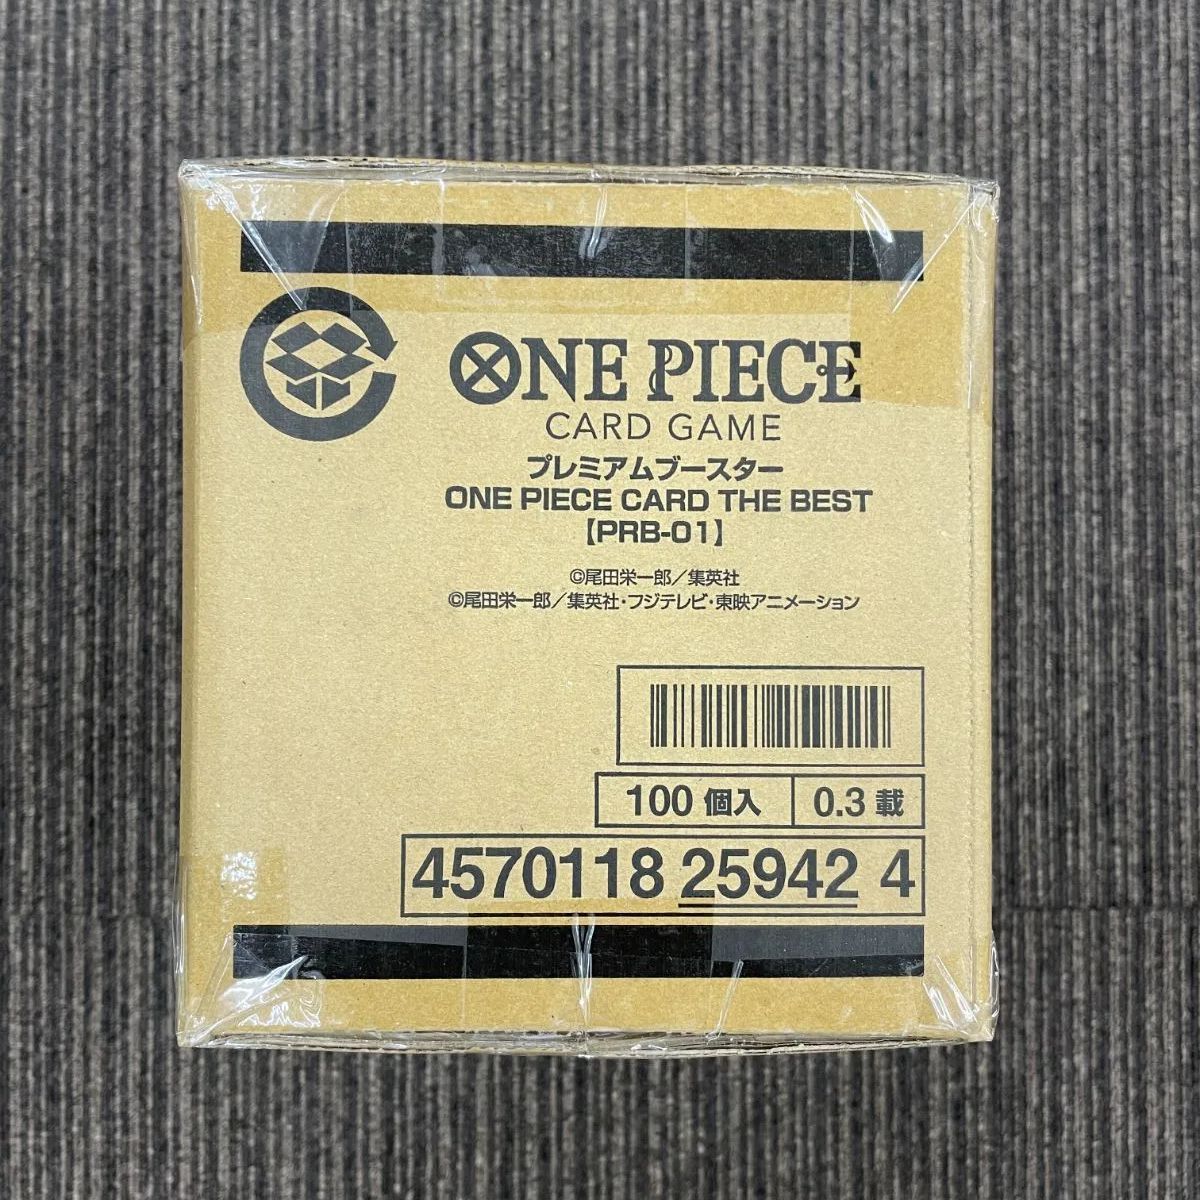 ONE PIECE
CARD GAME
プレミアムブースター
ONE PIECE CARD THE BEST
【PRB-01】
©尾田栄一郎／集英社
©尾田栄一郎／集英社・フジテレビ・東映アニメーション
100 個入
0.3 載
4570118 25942 4